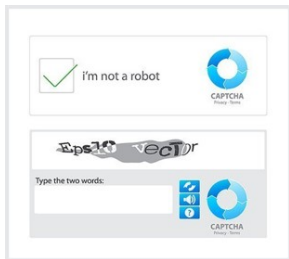 i'm not a robot
CAPTCHA
Privacy - Terms
Eps10 vector
Type the two words:
?
CAPTCHA
Privacy - Terms